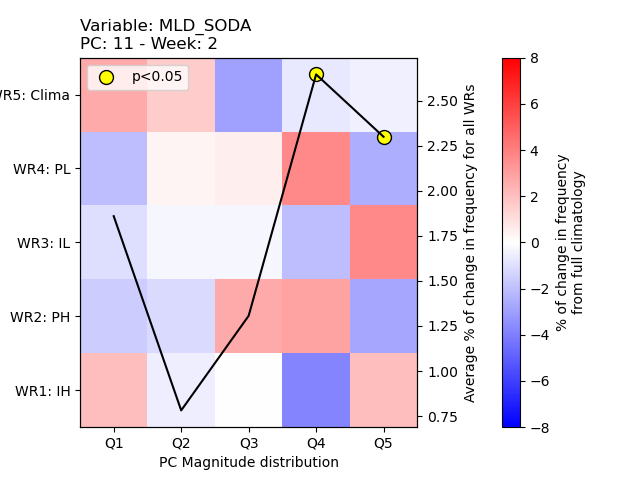 Variable: MLD_SODA
PC: 11 - Week: 2
p<0.05
WR5: Clima
WR4: PL
WR3: IL
WR2: PH
WR1: IH
Q1 Q2 Q3 Q4 Q5
PC Magnitude distribution
2.50
2.25
2.00
1.75
1.50
1.25
1.00
0.75
Average % of change in frequency for all WRs
8
6
4
2
0
−2
−4
−6
−8
% of change in frequency
from full climatology